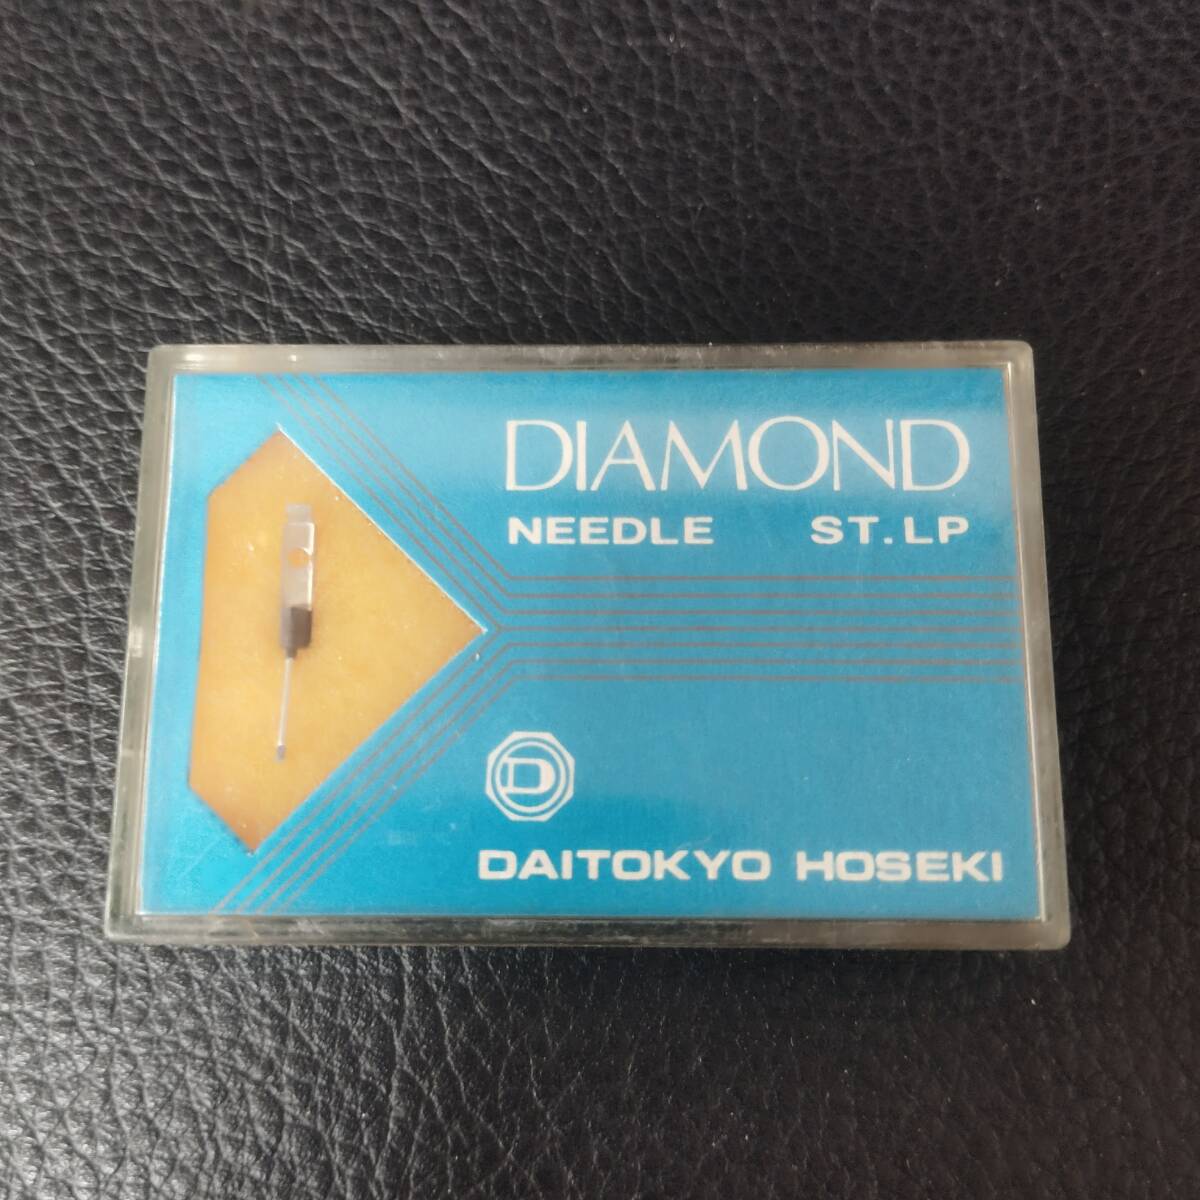 DIAMOND
NEEDLE ST.LP
D
DAITOKYO HOSEKI